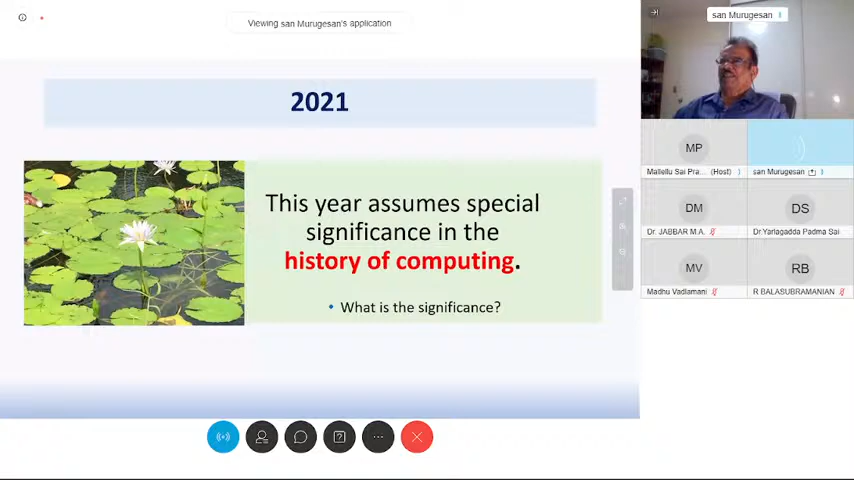 Viewing san Murugesan's application
san Murugesan
2021
This year assumes special
significance in the
history of computing.
• What is the significance?
MP
Mallellu Sai Pra... (Host)
san Murugesan
DM
DS
Dr. JABBAR M.A.
Dr Yarlagadda Padma Sai
MV
RB
Madhu Vadlamani
R BALASUBRAMANIAN